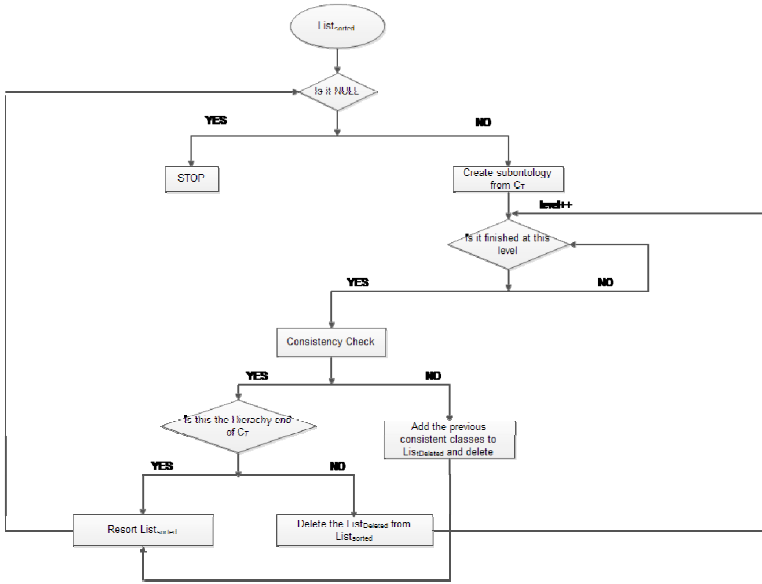 List_sorted
Is it NULL
YES
NO
STOP
Create subontology
from C_T
level++
Is it finished at this
level
YES
NO
Consistency Check
YES
NO
Is this the Hierachy end
of C_T
Add the previous
consistent classes to
List_Deleted and delete
YES
NO
Resort List_sorted
Delete the List_Deleted from
List_sorted